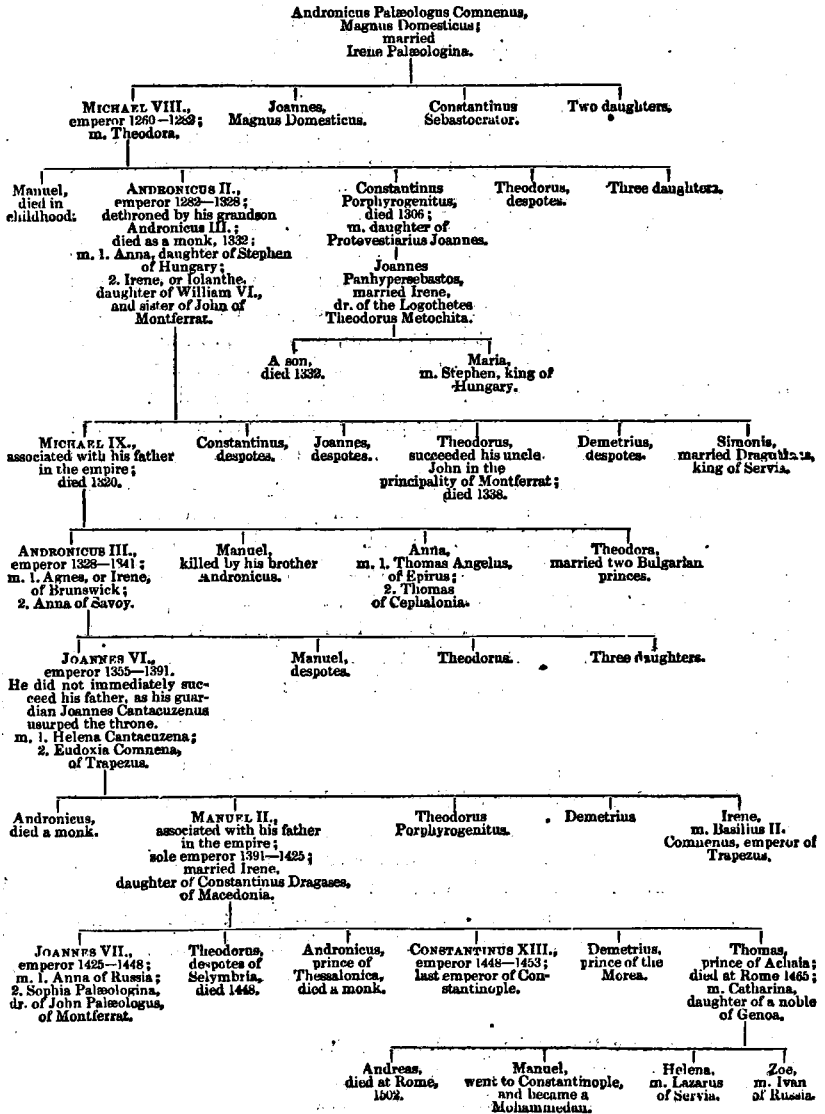 Andronicus Palæologus Comnenus,
Magnus Domesticus;
married
Irene Palæologina.
MICHAEL VIII.,
emperor 1260—1282;
m. Theodora.
Joannes,
Magnus Domesticus.
Constantinus
Sebastocrator.
Two daughters.
Manuel,
died in
childhood.
ANDRONICUS II.,
emperor 1282—1328;
dethroned by his grandson
Andronicus III.;
died as a monk, 1332;
m. 1. Anna, daughter of Stephen
of Hungary;
2. Irene, or Iolanthe,
daughter of William VI.,
and sister of John of
Montferrat.
Constantinus
Porphyrogenitus,
died 1306;
m. daughter of
Protovestiarius Joannes.
Joannes
Panhypersebastos,
married Irene,
dr. of the Logothetes
Theodorus Metochita.
Theodorus,
despotes.
Three daughters.
A son,
died 1332.
Maria,
m. Stephen, king of
Hungary.
MICHAEL IX.,
associated with his father
in the empire;
died 1320.
Constantinus,
despotes.
Joannes,
despotes.
Theodorus,
succeeded his uncle
John in the
principality of Montferrat;
died 1338.
Demetrius,
despotes.
Simonis,
married
king of Servia.
ANDRONICUS III.,
emperor 1328—1341;
m. 1. Agnes, or Irene,
of Brunswick;
2. Anna of Savoy.
Manuel,
killed by his brother
Andronicus.
Anna,
m. 1. Thomas Angelus,
of Epirus;
2. Thomas
of Cephalonia.
Theodora,
married two Bulgarian
princes.
JOANNES VI.,
emperor 1355—1391.
He did not immediately suc-
ceed his father, as his guar-
dian Joannes Cantacuzenus
usurped the throne.
m. 1. Helena Cantacuzena;
2. Eudoxia Comnena,
of Trapezus.
Manuel,
despotes.
Theodorus.
Three daughters.
Andronicus,
died a monk.
MANUEL II.,
associated with his father
in the empire;
sole emperor 1391—1425;
married Irene,
daughter of Constantinus Dragases,
of Macedonia.
Theodorus
Porphyrogenitus.
Demetrius
Irene,
m. Basilius II.
Comnenus, emperor of
Trapezus.
JOANNES VII.,
emperor 1425—1448;
m. 1. Anna of Russia;
2. Sophia Palæologina,
dr. of John Palæologus,
of Montferrat.
Theodorus,
despotes of
Selymbria,
died 1448.
Andronicus,
prince of
Thessalonica,
died a monk.
CONSTANTINUS XIII.,
emperor 1448—1453;
last emperor of Con-
stantinople.
Demetrius,
prince of the
Morea.
Thomas,
prince of Achaia;
died at Rome 1465;
m. Catharina,
daughter of a noble
of Genoa.
Andreas,
died at Rome,
1502.
Manuel,
went to Constantinople,
and became a
Mohammedan.
Helena,
m. Lazarus
of Servia.
Zoe,
m. Ivan
of Russia.